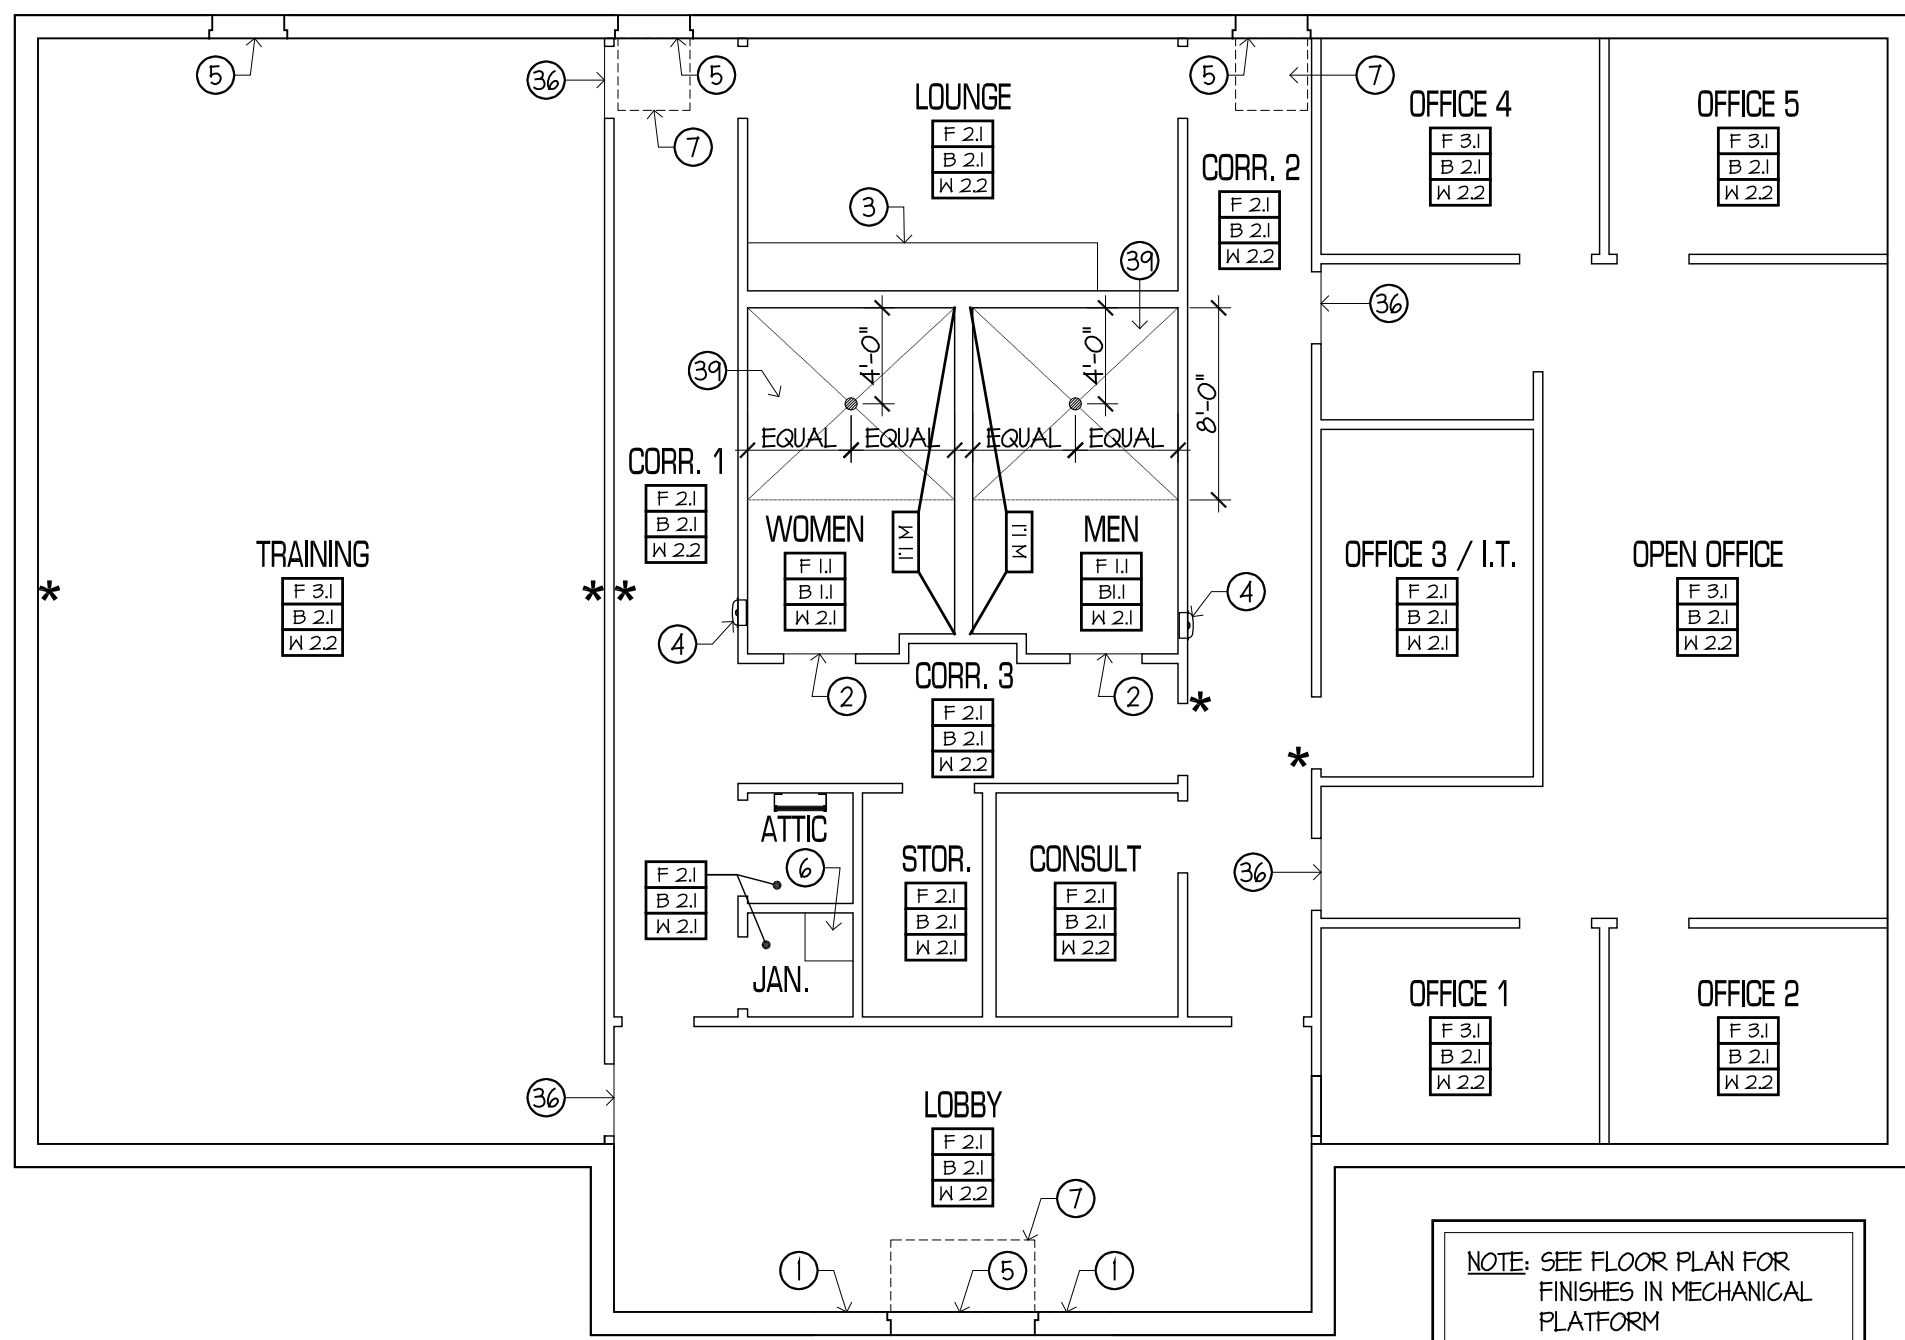 5
36
5
5
7
LOUNGE
F 2.1
B 2.1
W 2.2
OFFICE 4
F 3.1
B 2.1
W 2.2
OFFICE 5
F 3.1
B 2.1
W 2.2
7
CORR. 2
F 2.1
B 2.1
W 2.2
3
39
36
39
4'-0"
4'-0"
8'-0"
EQUAL
EQUAL
EQUAL
EQUAL
CORR. 1
F 2.1
B 2.1
W 2.2
TRAINING
F 3.1
B 2.1
W 2.2
*
*
*
WOMEN
F 1.1
B 1.1
W 2.1
W 1.1
W 1.1
MEN
F 1.1
B1.1
W 2.1
OFFICE 3 / I.T.
F 2.1
B 2.1
W 2.1
OPEN OFFICE
F 3.1
B 2.1
W 2.2
4
4
CORR. 3
F 2.1
B 2.1
W 2.2
2
2
*
*
ATTIC
6
F 2.1
B 2.1
W 2.1
JAN.
STOR.
F 2.1
B 2.1
W 2.1
CONSULT
F 2.1
B 2.1
W 2.2
36
OFFICE 1
F 3.1
B 2.1
W 2.2
OFFICE 2
F 3.1
B 2.1
W 2.2
36
LOBBY
F 2.1
B 2.1
W 2.2
7
1
5
1
NOTE: SEE FLOOR PLAN FOR
FINISHES IN MECHANICAL
PLATFORM